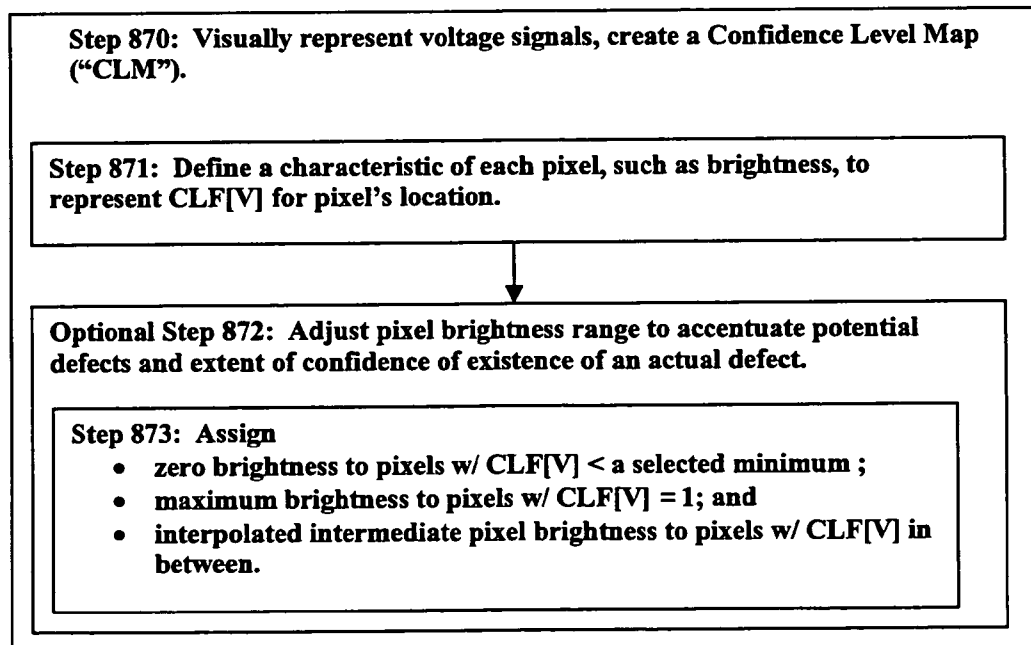 Step 870: Visually represent voltage signals, create a Confidence Level Map
(“CLM”).
Step 871: Define a characteristic of each pixel, such as brightness, to
represent CLF[V] for pixel's location.
Optional Step 872: Adjust pixel brightness range to accentuate potential
defects and extent of confidence of existence of an actual defect.
Step 873: Assign
• zero brightness to pixels w/ CLF[V] < a selected minimum ;
• maximum brightness to pixels w/ CLF[V] = 1; and
• interpolated intermediate pixel brightness to pixels w/ CLF[V] in
between.